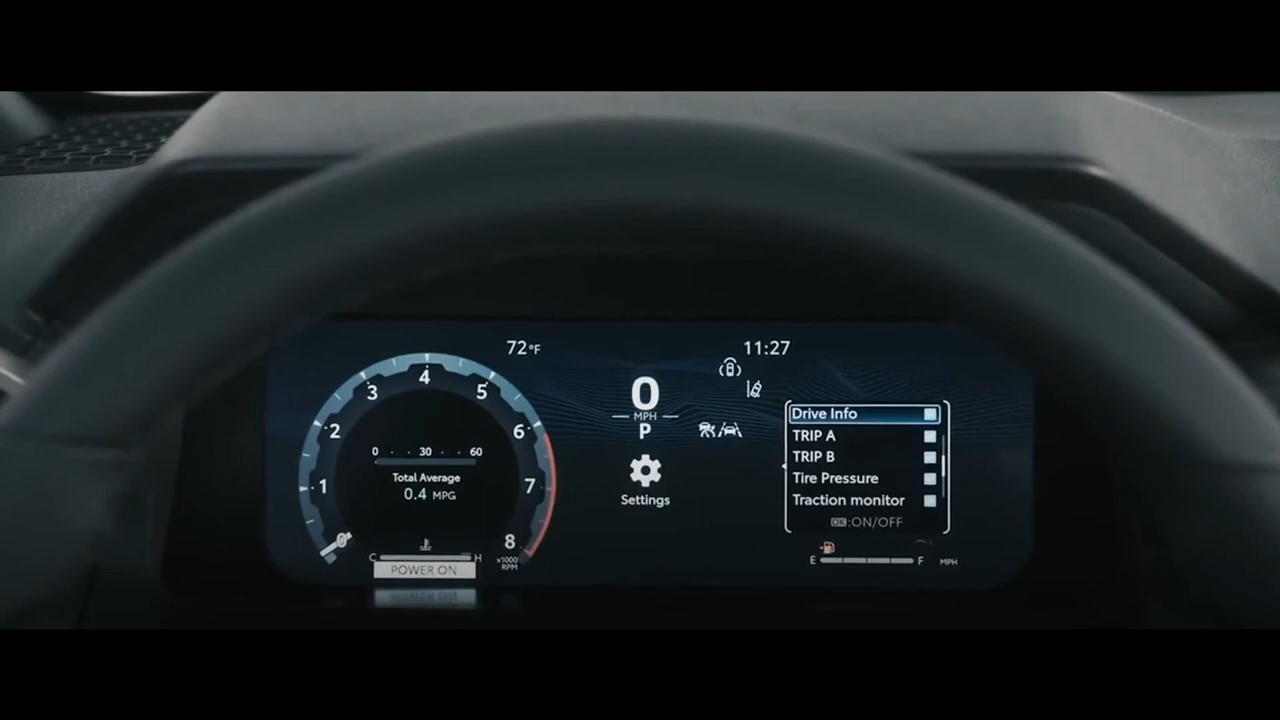 72°F
11:27
0
MPH
P
Settings
0 1 2 3 4 5 6 7 8
x1000
RPM
0 30 60
Total Average
0.4 MPG
C H
POWER ON
Drive Info
TRIP A
TRIP B
Tire Pressure
Traction monitor
OK:ON/OFF
E F
MPH